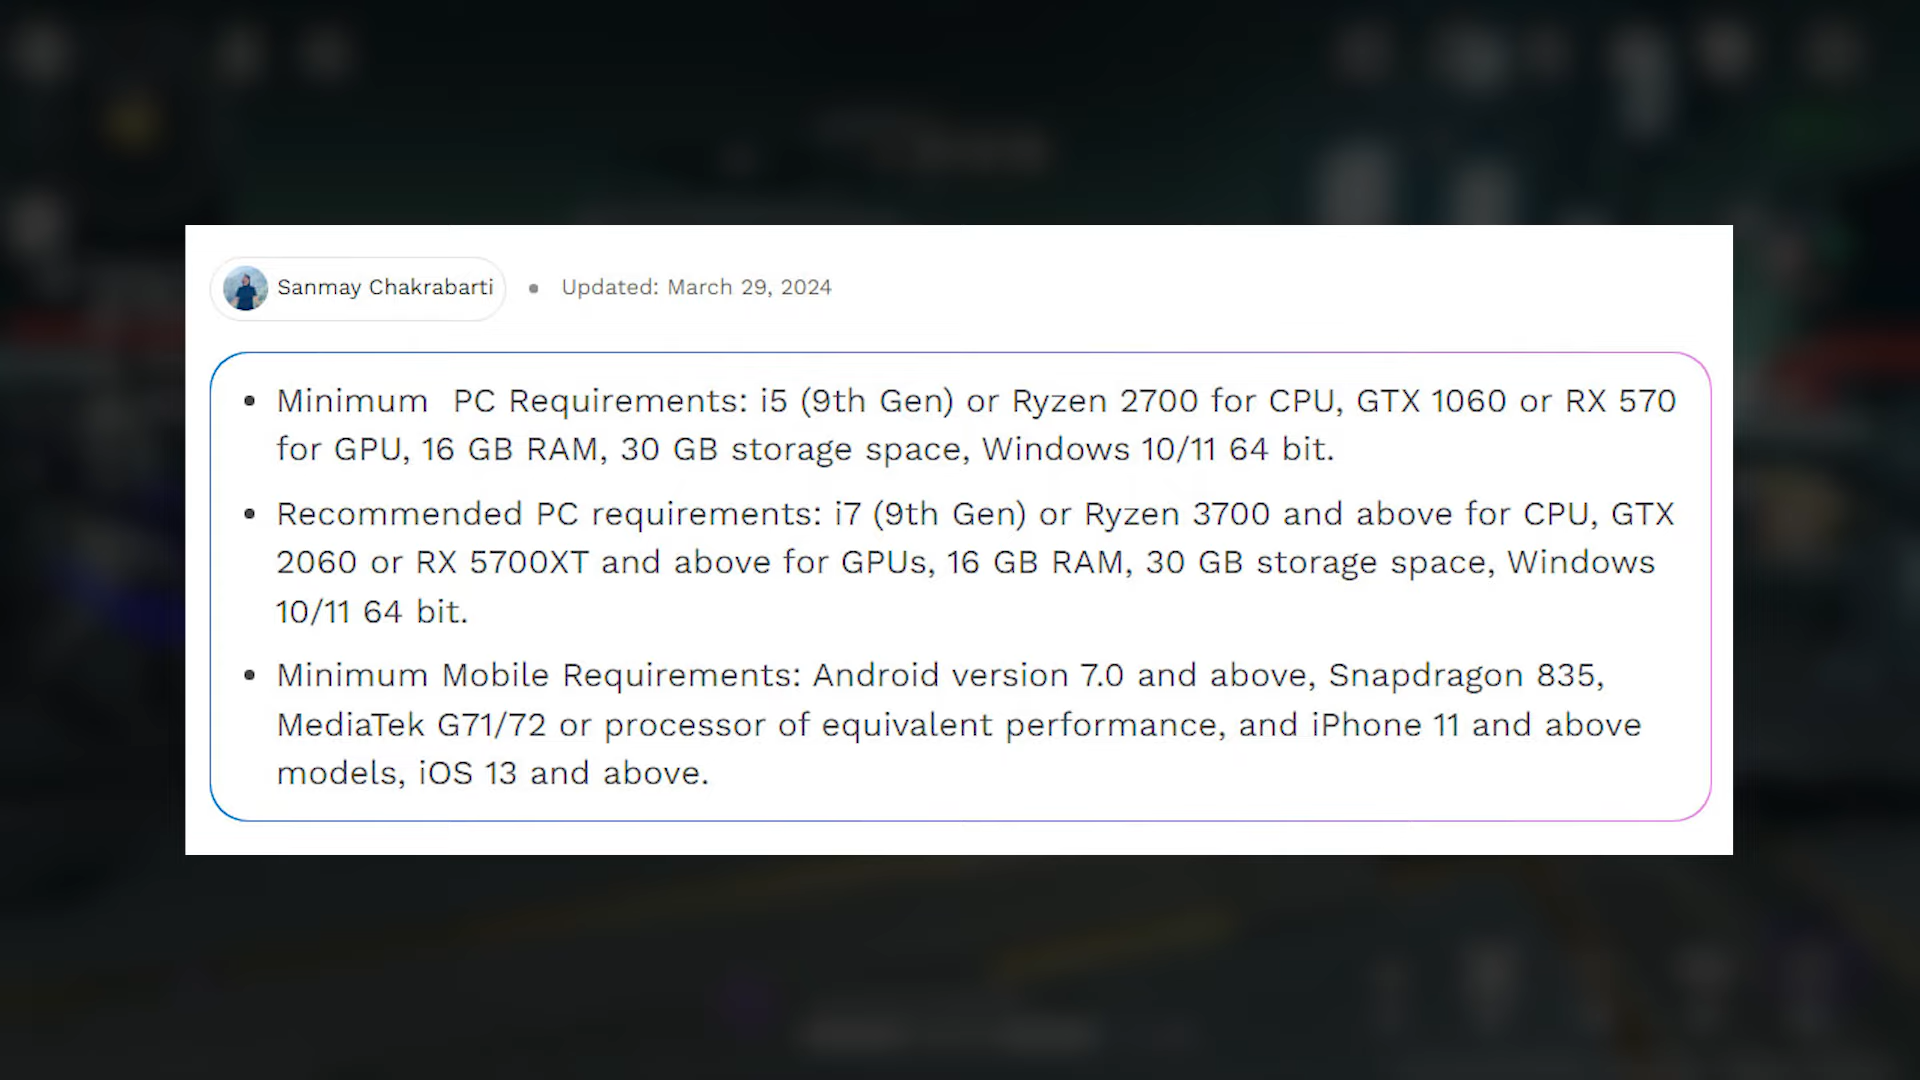 Sanmay Chakrabarti • Updated: March 29, 2024
• Minimum PC Requirements: i5 (9th Gen) or Ryzen 2700 for CPU, GTX 1060 or RX 570
for GPU, 16 GB RAM, 30 GB storage space, Windows 10/11 64 bit.
• Recommended PC requirements: i7 (9th Gen) or Ryzen 3700 and above for CPU, GTX
2060 or RX 5700XT and above for GPUs, 16 GB RAM, 30 GB storage space, Windows
10/11 64 bit.
• Minimum Mobile Requirements: Android version 7.0 and above, Snapdragon 835,
MediaTek G71/72 or processor of equivalent performance, and iPhone 11 and above
models, iOS 13 and above.